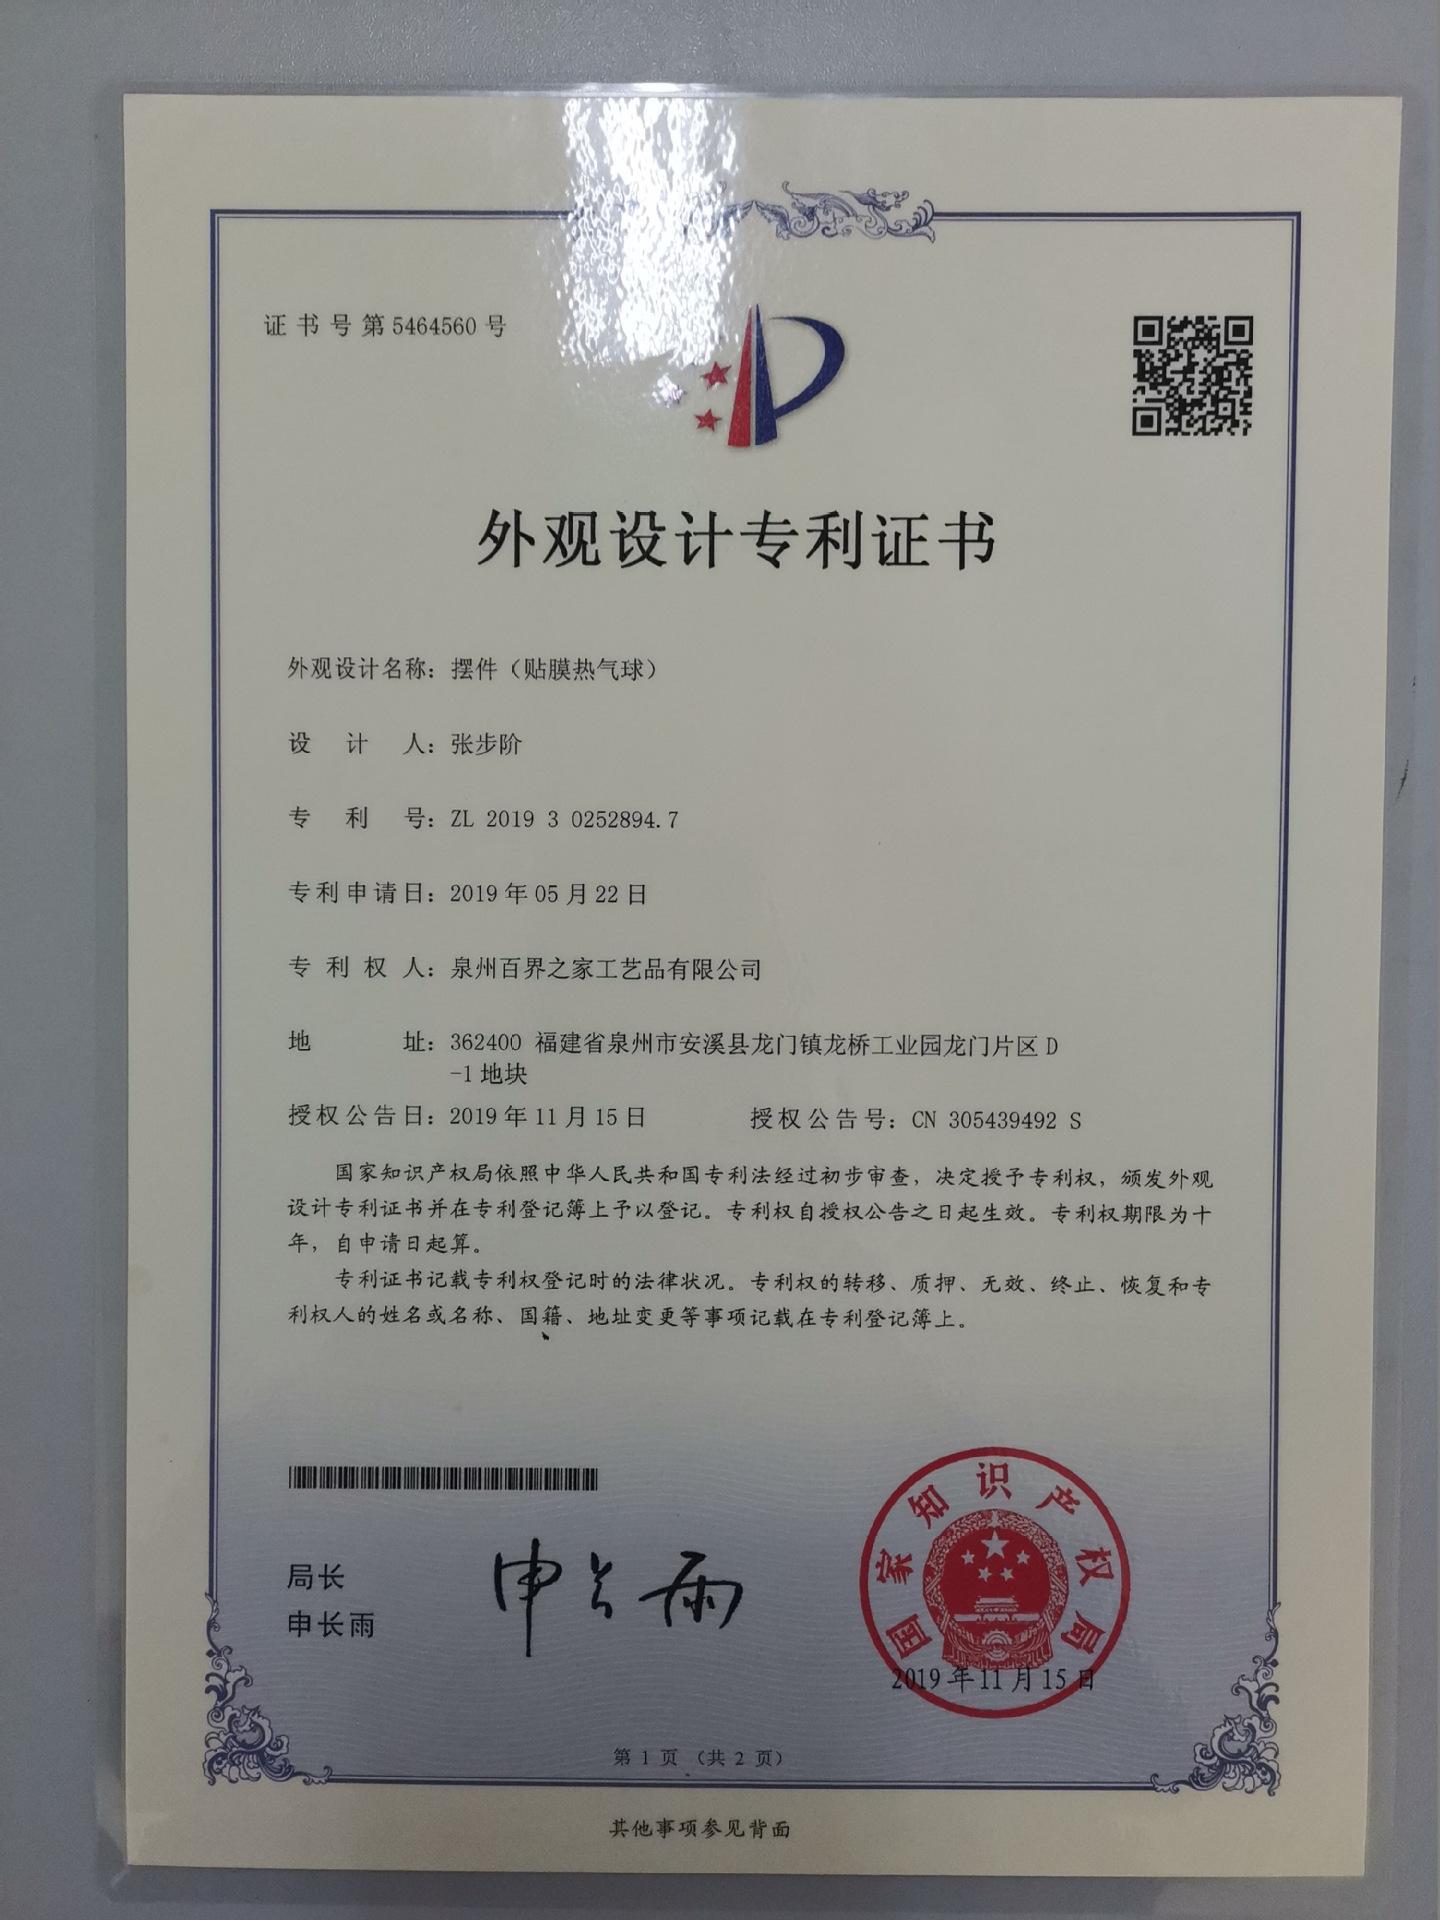 证书号第5464560号
外观设计专利证书
外观设计名称：摆件（贴膜热气球）
设计人：张步阶
专利号：ZL 2019 3 0252894.7
专利申请日：2019年05月22日
专利权人：泉州百界之家工艺品有限公司
地址：362400 福建省泉州市安溪县龙门镇龙桥工业园龙门片区D
-1地块
授权公告日：2019年11月15日 授权公告号：CN 305439492 S
国家知识产权局依照中华人民共和国专利法经过初步审查，决定授予专利权，颁发外观
设计专利证书并在专利登记簿上予以登记。专利权自授权公告之日起生效。专利权期限为十
年，自申请日起算。
专利证书记载专利权登记时的法律状况。专利权的转移、质押、无效、终止、恢复和专
利权人的姓名或名称、国籍、地址变更等事项记载在专利登记簿上。
局长
申长雨
申长雨
国家知识产权局
2019年11月15日
第1页（共2页）
其他事项参见背面